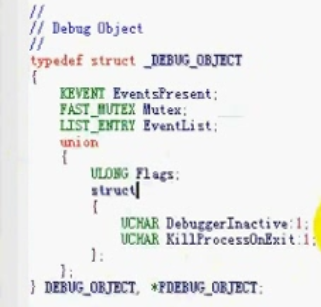 //
// Debug Object
//
typedef struct _DEBUG_OBJECT
{
KEVENT EventsPresent;
FAST_MUTEX Mutex;
LIST_ENTRY EventList;
union
{
ULONG Flags;
struct
{
UCHAR DebuggerInactive:1;
UCHAR KillProcessOnExit:1;
};
};
} DEBUG_OBJECT, *PDEBUG_OBJECT;